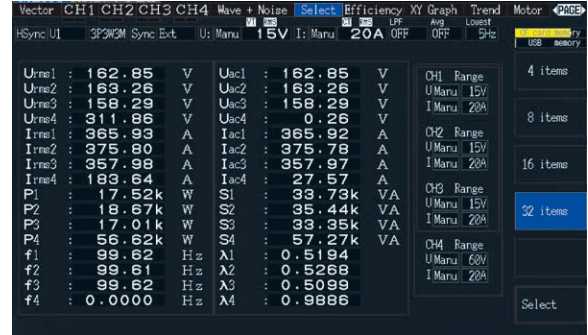 Vector CH1 CH2 CH3 CH4 Wave + Noise Select Efficiency XY Graph Trend Motor PAGE
VT RMS CT RMS LPF Avg Lowest
HSync U1 3P3W3M Sync Ext U: Manu 15V I: Manu 20A OFF OFF 5Hz
CF card memory
USB memory
Urms1 : 162.85 V Uac1 : 162.85 V
Urms2 : 163.26 V Uac2 : 163.26 V
Urms3 : 158.29 V Uac3 : 158.29 V
Urms4 : 311.86 V Uac4 : 0.26 V
Irms1 : 365.93 A Iac1 : 365.92 A
Irms2 : 375.80 A Iac2 : 375.78 A
Irms3 : 357.98 A Iac3 : 357.97 A
Irms4 : 183.64 A Iac4 : 27.57 A
P1 : 17.52k W S1 : 33.73k VA
P2 : 18.67k W S2 : 35.44k VA
P3 : 17.01k W S3 : 33.35k VA
P4 : 56.62k W S4 : 57.27k VA
f1 : 99.62 Hz λ1 : 0.5194
f2 : 99.61 Hz λ2 : 0.5268
f3 : 99.62 Hz λ3 : 0.5099
f4 : 0.0000 Hz λ4 : 0.9886
CH1 Range
U Manu 15V
I Manu 20A
CH2 Range
U Manu 15V
I Manu 20A
CH3 Range
U Manu 15V
I Manu 20A
CH4 Range
U Manu 60V
I Manu 20A
4 items
8 items
16 items
32 items
Select